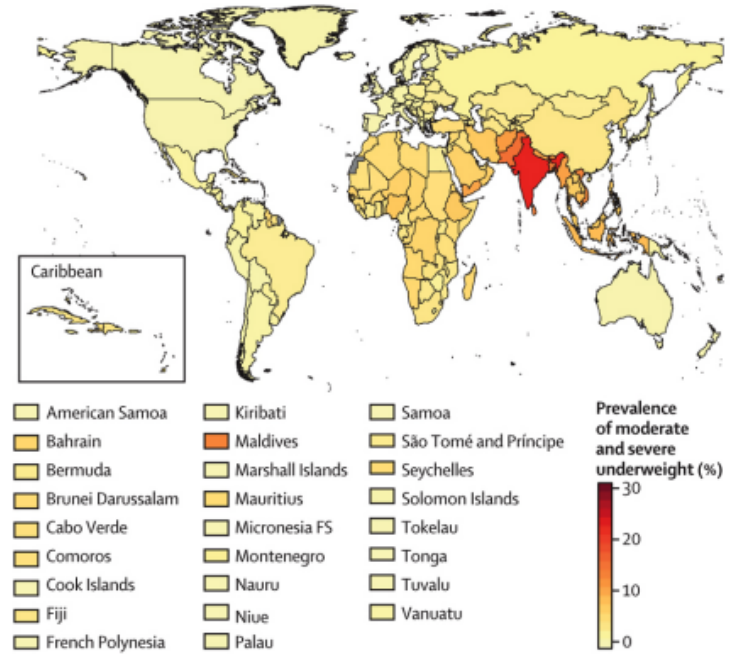 Caribbean
American Samoa
Bahrain
Bermuda
Brunei Darussalam
Cabo Verde
Comoros
Cook Islands
Fiji
French Polynesia
Kiribati
Maldives
Marshall Islands
Mauritius
Micronesia FS
Montenegro
Nauru
Niue
Palau
Samoa
São Tomé and Príncipe
Seychelles
Solomon Islands
Tokelau
Tonga
Tuvalu
Vanuatu
Prevalence
of moderate
and severe
underweight (%)
30
20
10
0